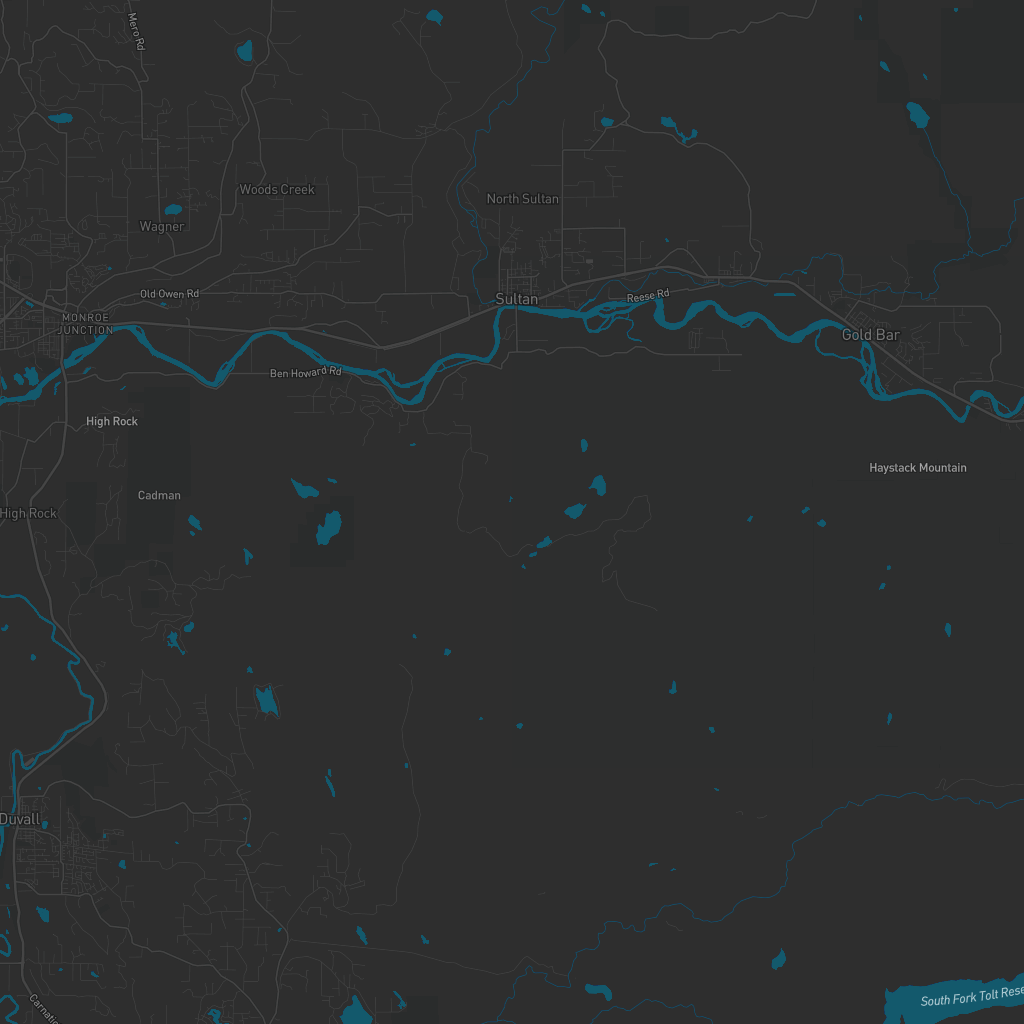 Mero Rd
Woods Creek
North Sultan
Wagner
Old Owen Rd
Reese Rd
Sultan
MONROE
JUNCTION
Gold Bar
Ben Howard Rd
High Rock
Haystack Mountain
Cadman
High Rock
Duvall
South Fork Tolt Rese
Carnatio